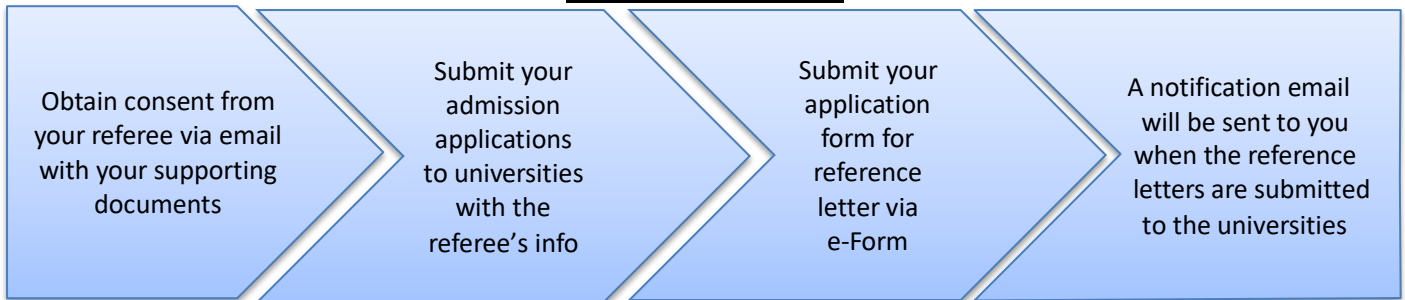 Obtain consent from
your referee via email
with your supporting
documents
Submit your
admission
applications
to universities
with the
referee’s info
Submit your
application
form for
reference
letter via
e-Form
A notification email
will be sent to you
when the reference
letters are submitted
to the universities